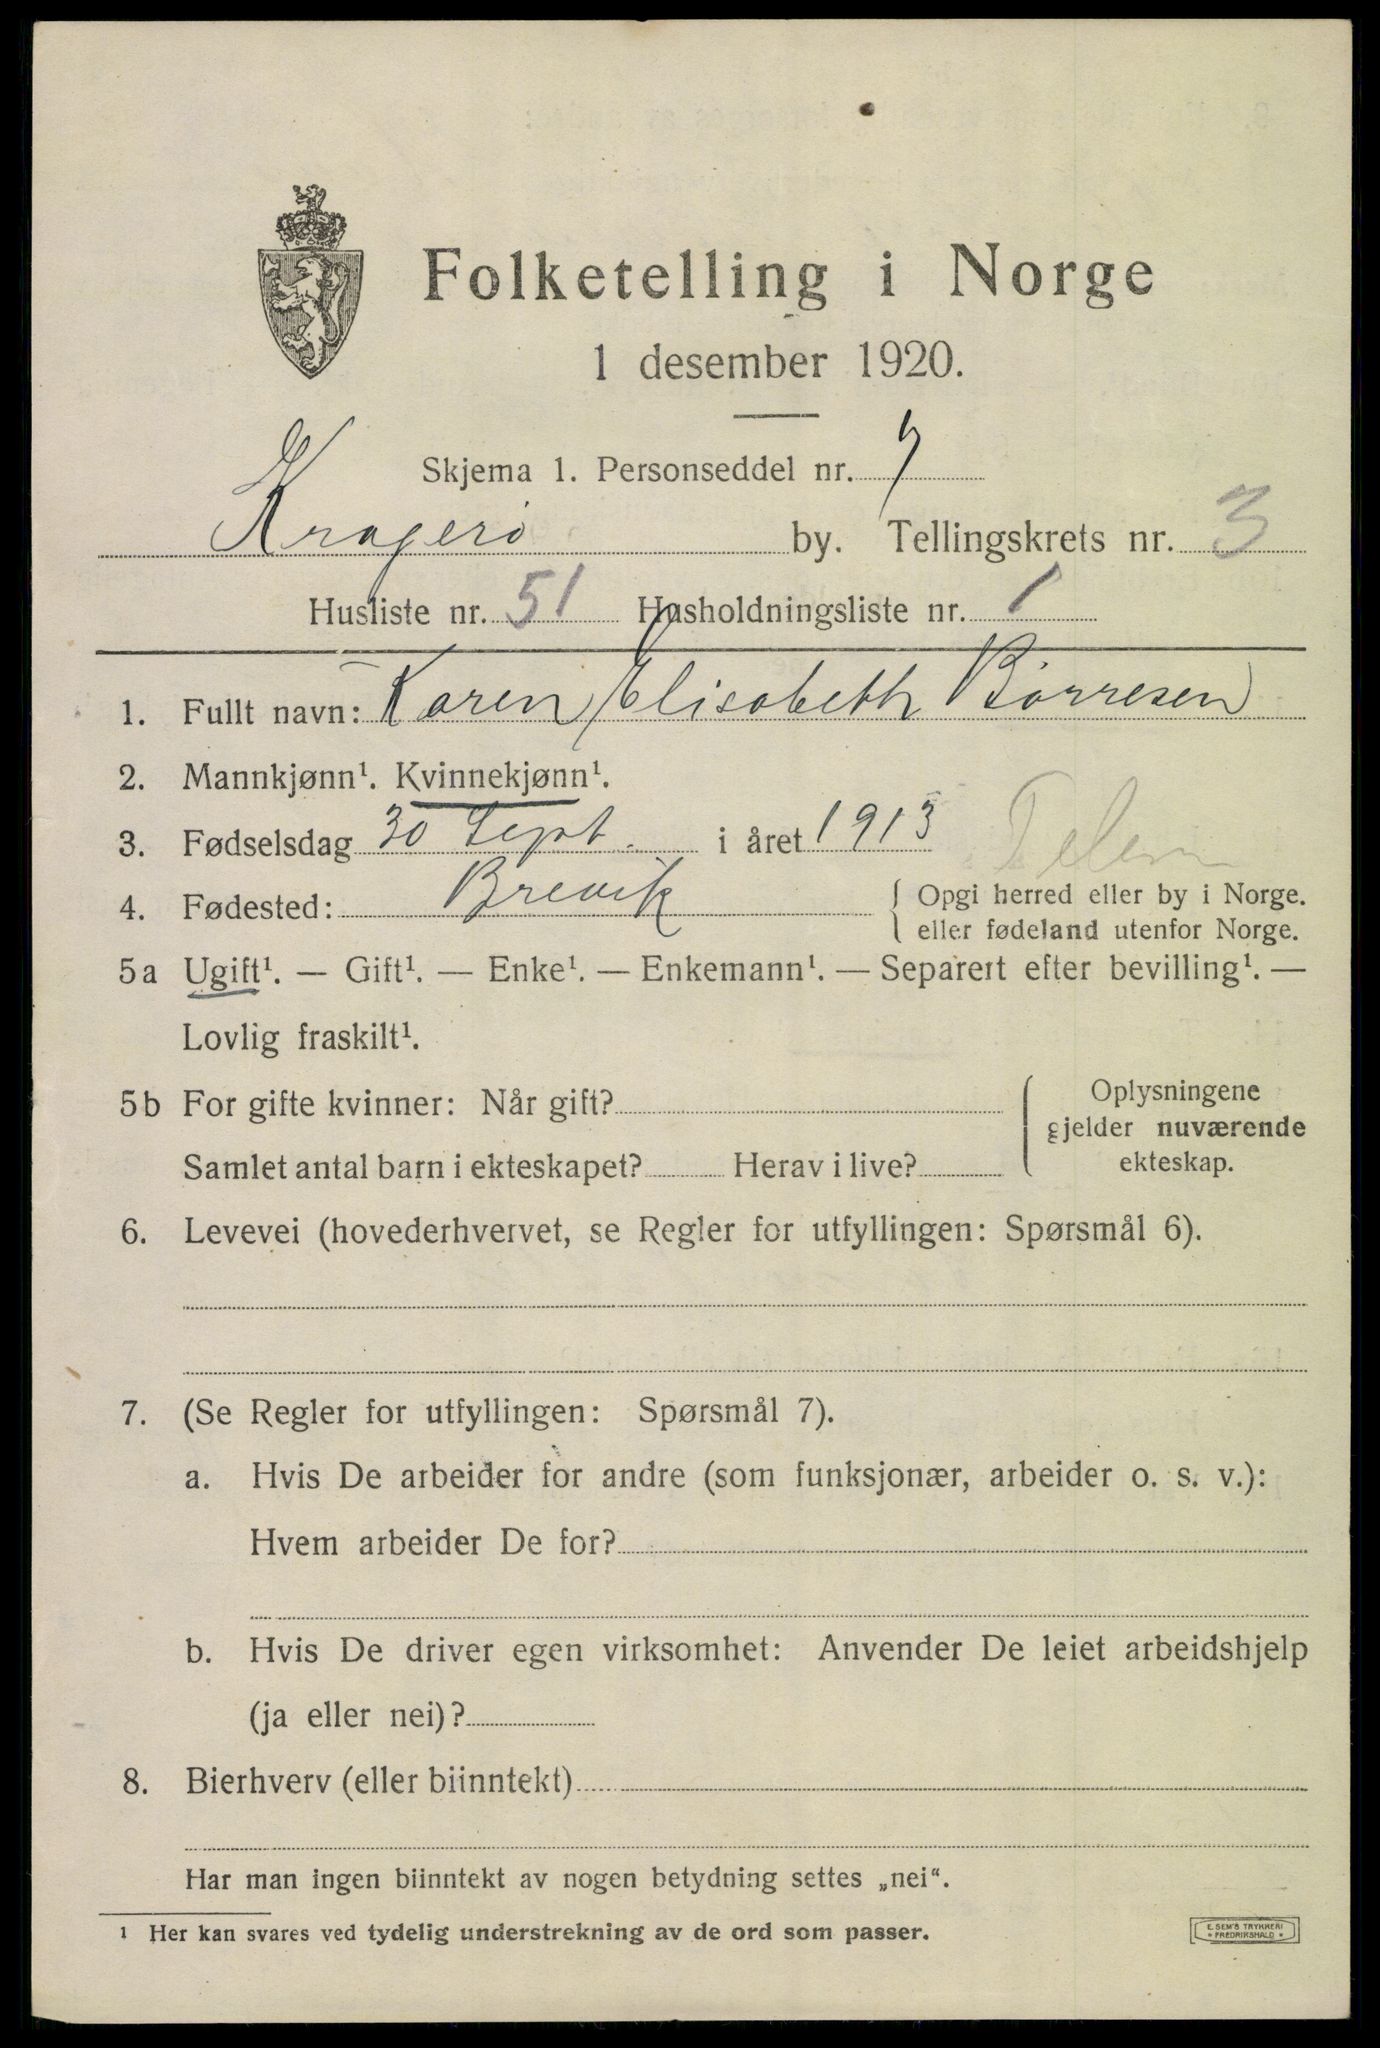 Folketelling i Norge
1 desember 1920.
Skjema 1. Personseddel nr. 7
Kragerö by. Tellingskrets nr. 3
Husliste nr. 51 Husholdningsliste nr. 1
1. Fullt navn: Karen Elisabeth Börresen
2. Mannkjønn¹. Kvinnekjønn¹.
3. Fødselsdag 30 Sept. i året 1913
Telem
4. Fødested: Brevik { Opgi herred eller by i Norge.
eller fødeland utenfor Norge.
5a Ugift¹. — Gift¹. — Enke¹. — Enkemann¹. — Separert efter bevilling¹. —
Lovlig fraskilt¹.
5b For gifte kvinner: Når gift?
Samlet antal barn i ekteskapet? Herav i live?
Oplysningene
gjelder nuværende
ekteskap.
6. Levevei (hovederhvervet, se Regler for utfyllingen: Spørsmål 6).
7. (Se Regler for utfyllingen: Spørsmål 7).
a. Hvis De arbeider for andre (som funksjonær, arbeider o. s. v.):
Hvem arbeider De for?
b. Hvis De driver egen virksomhet: Anvender De leiet arbeidshjelp
(ja eller nei)?
8. Bierhverv (eller biinntekt)
Har man ingen biinntekt av nogen betydning settes „nei“.
¹ Her kan svares ved tydelig understrekning av de ord som passer.
E. SEM'S TRYKKERI
* FREDRIKSHALD *